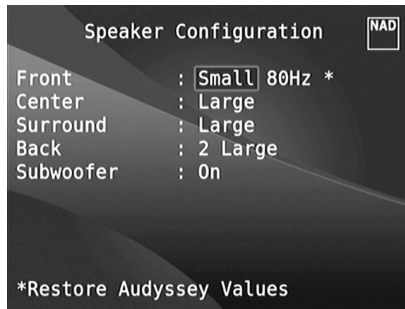 Speaker Configuration
NAD
Front : Small 80Hz *
Center : Large
Surround : Large
Back : 2 Large
Subwoofer : On
*Restore Audyssey Values